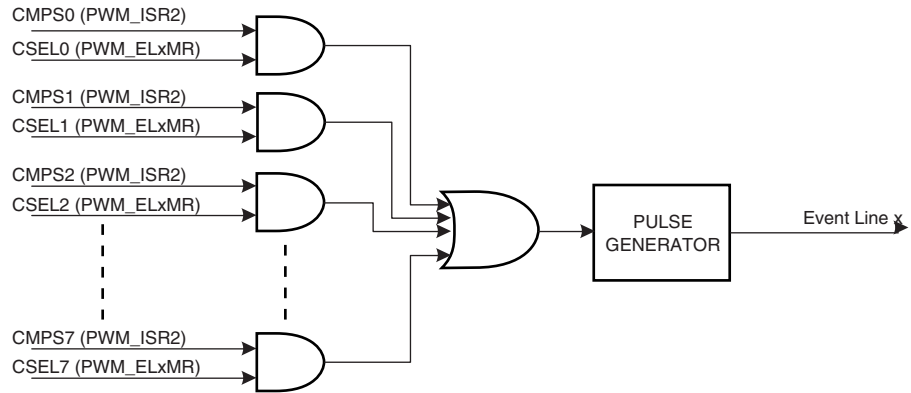 CMPS0 (PWM_ISR2)
CSEL0 (PWM_ELxMR)
CMPS1 (PWM_ISR2)
CSEL1 (PWM_ELxMR)
CMPS2 (PWM_ISR2)
CSEL2 (PWM_ELxMR)
CMPS7 (PWM_ISR2)
CSEL7 (PWM_ELxMR)
PULSE
GENERATOR
Event Line x